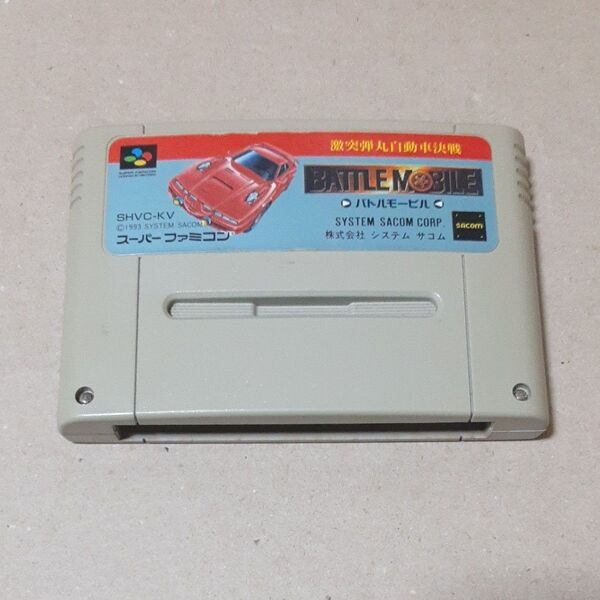 激突弾丸自動車決戦
BATTLE MOBILE
▷バトルモービル◁
SHVC-KV
©1993 SYSTEM SACOM
スーパーファミコン
SYSTEM SACOM CORP.
株式会社 システム サコム
sacom